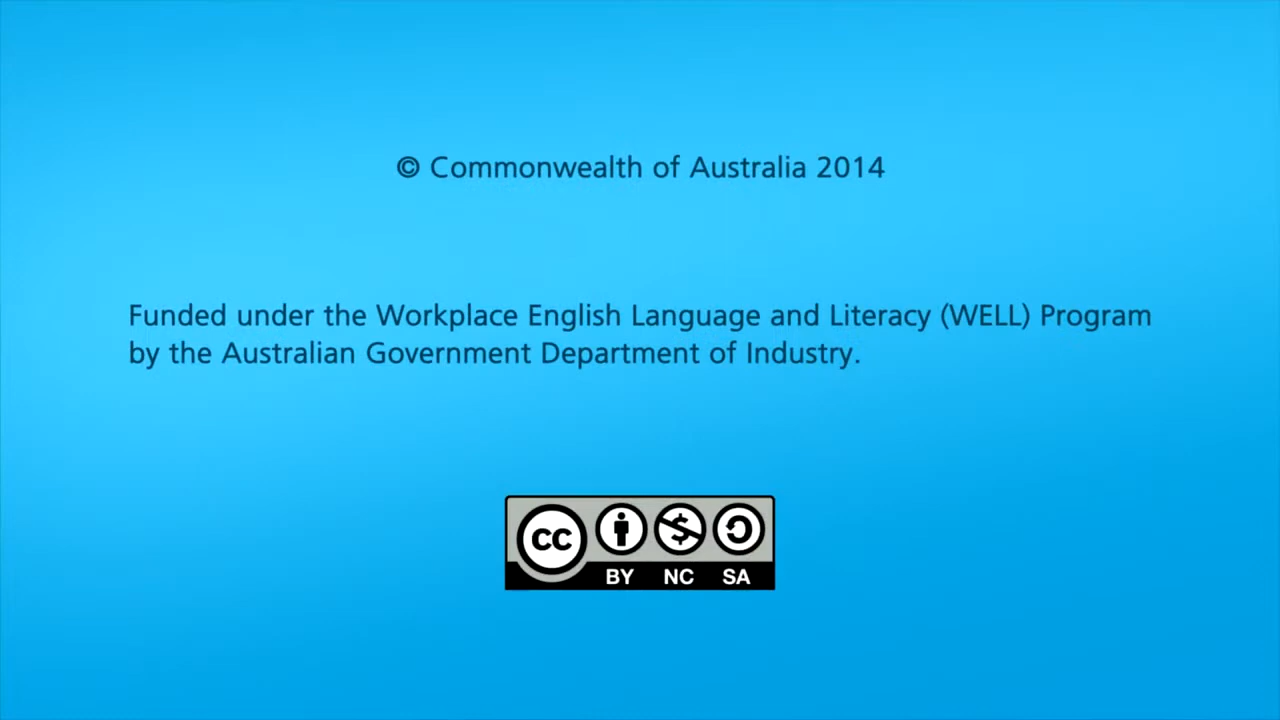 © Commonwealth of Australia 2014
Funded under the Workplace English Language and Literacy (WELL) Program
by the Australian Government Department of Industry.
CC
BY NC SA